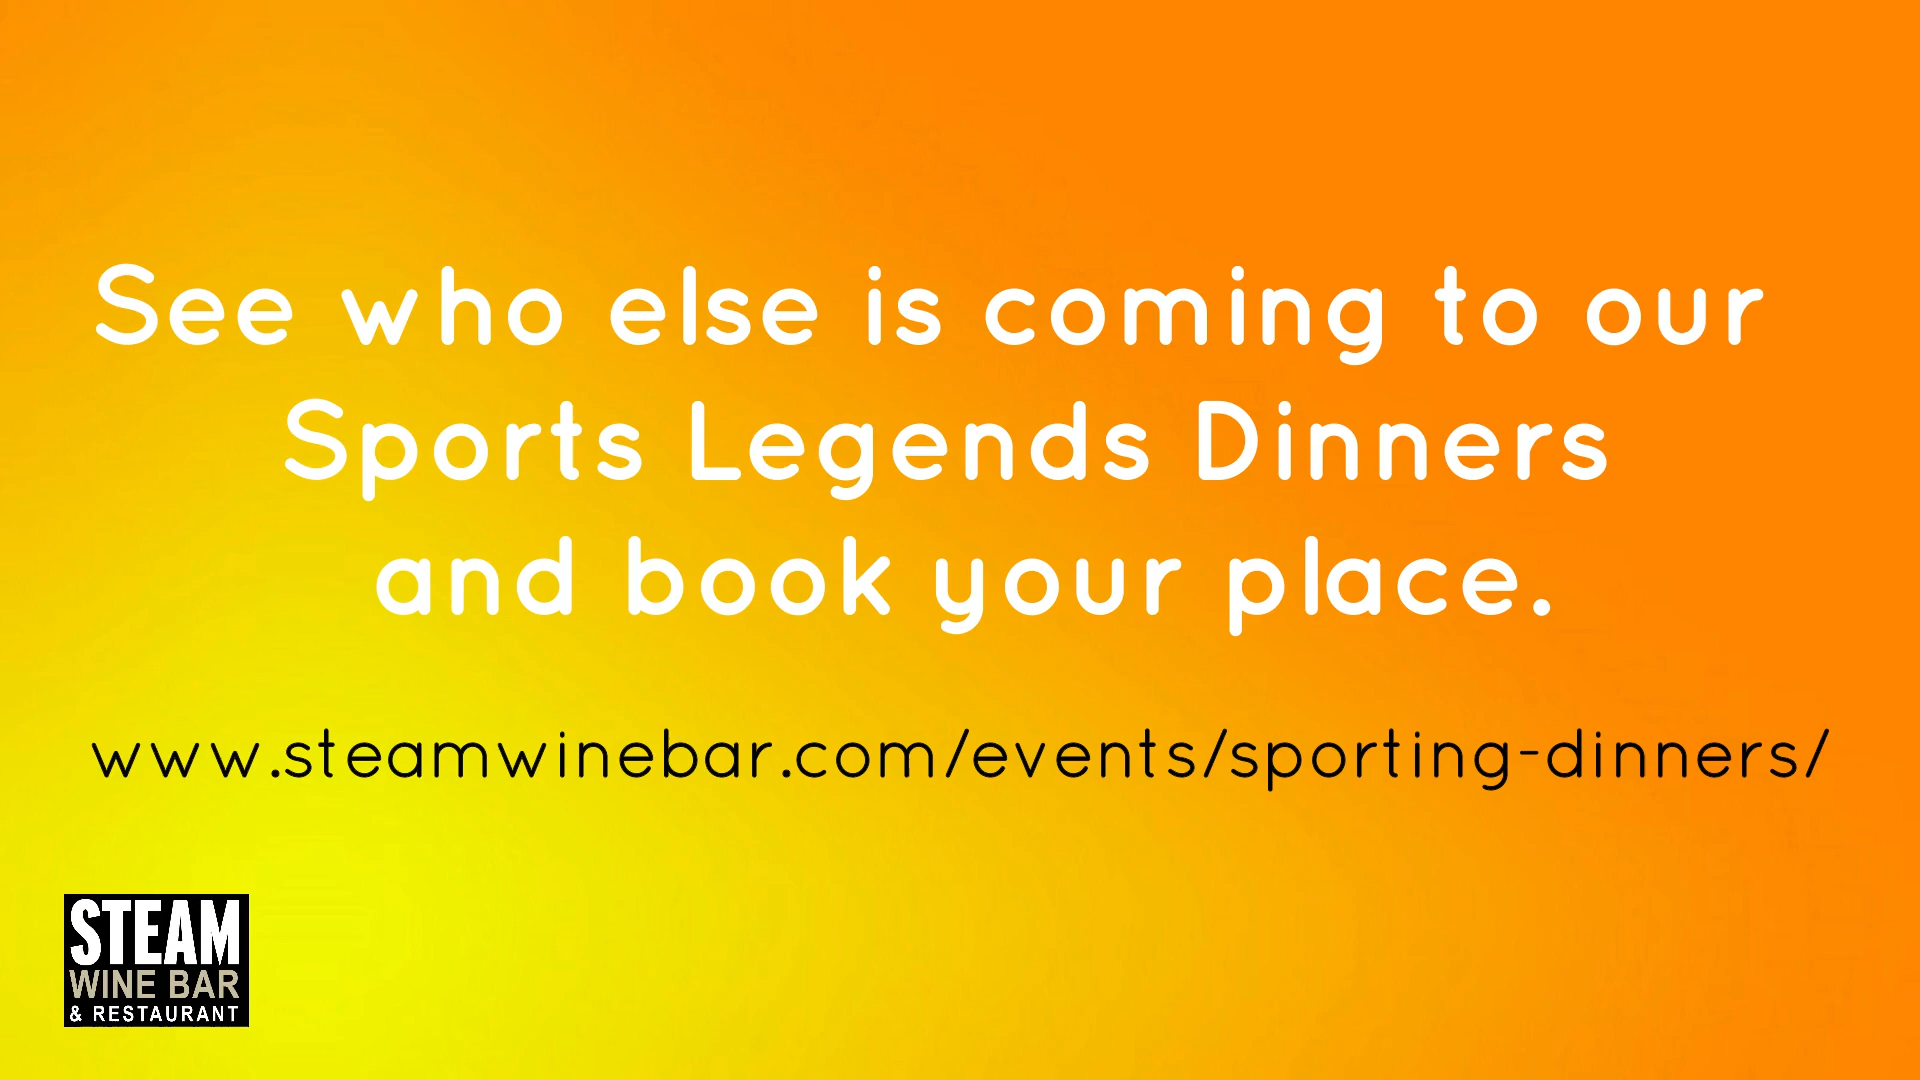 See who else is coming to our
Sports Legends Dinners
and book your place.
www.steamwinebar.com/events/sporting-dinners/
STEAM
WINE BAR
& RESTAURANT